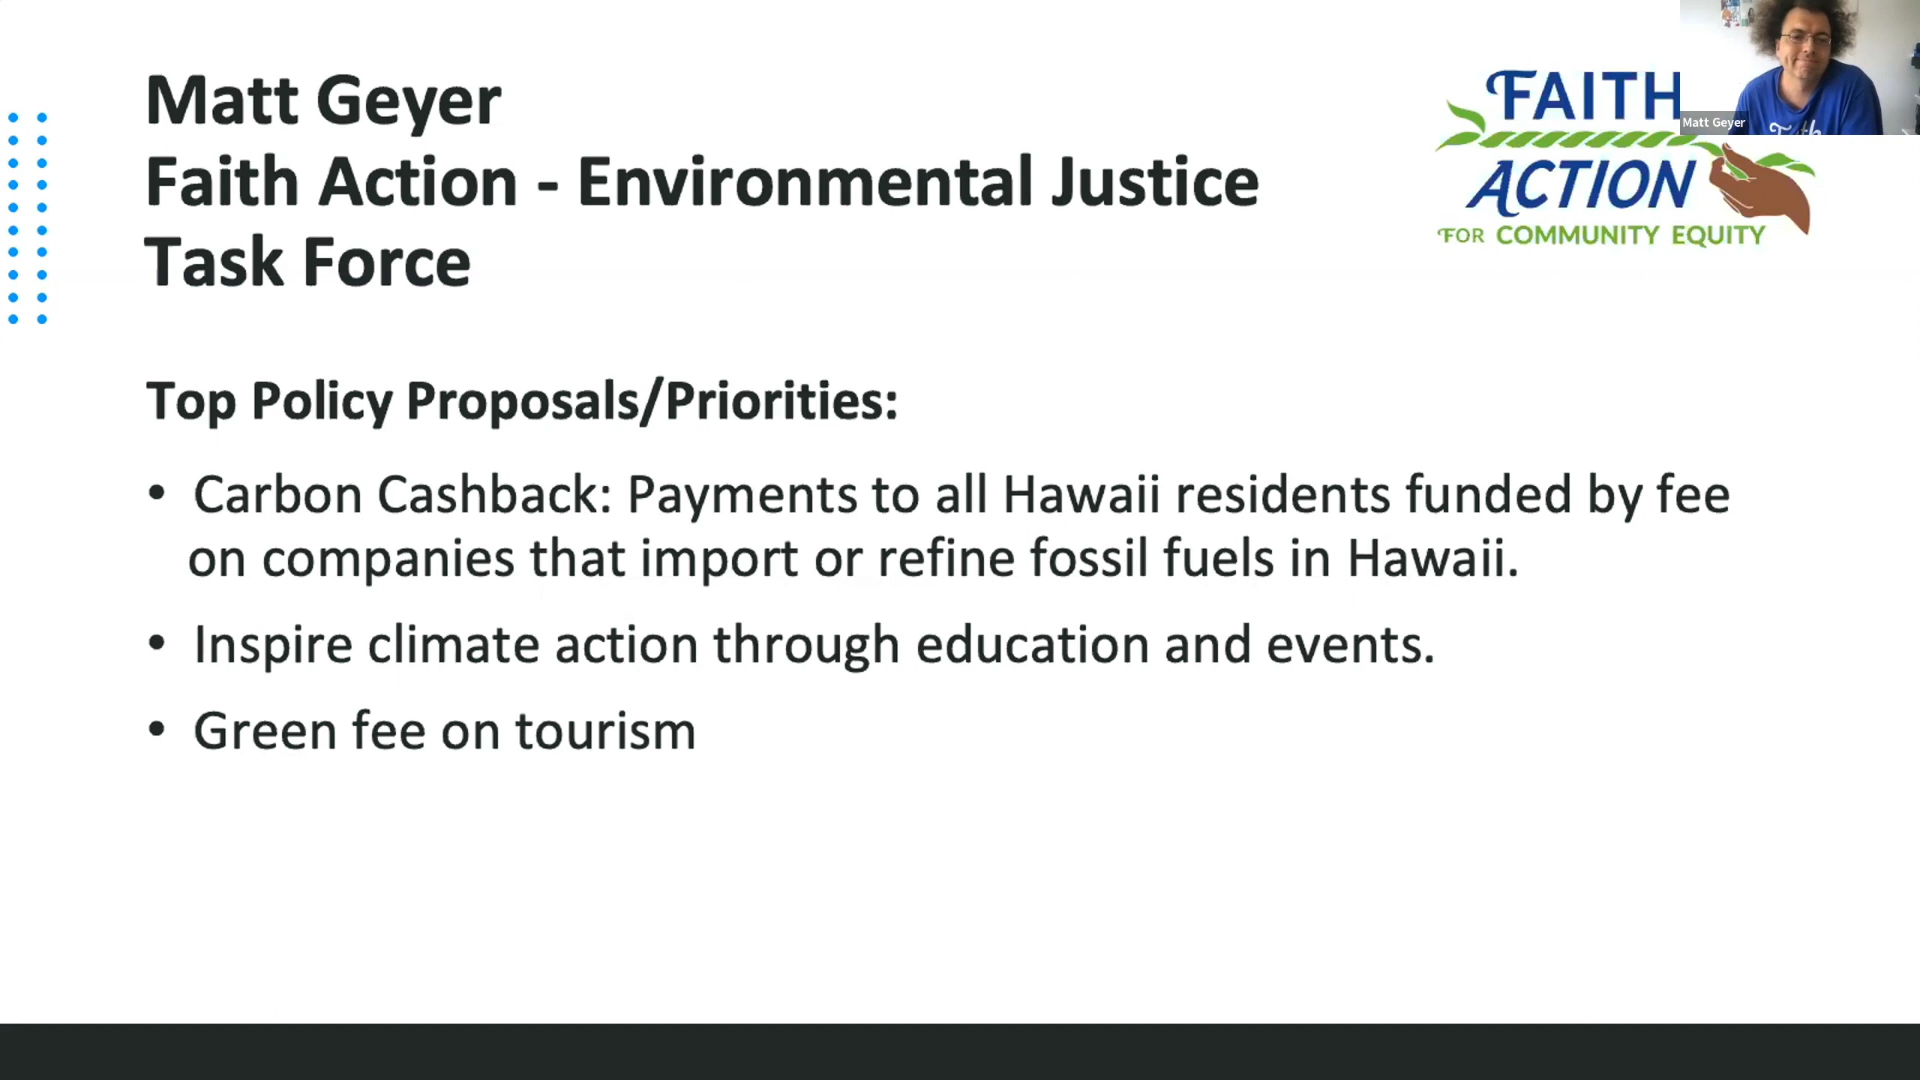 Matt Geyer
Faith Action - Environmental Justice
Task Force
FAITH
ACTION
FOR COMMUNITY EQUITY
Matt Geyer
Top Policy Proposals/Priorities:
• Carbon Cashback: Payments to all Hawaii residents funded by fee
on companies that import or refine fossil fuels in Hawaii.
• Inspire climate action through education and events.
• Green fee on tourism